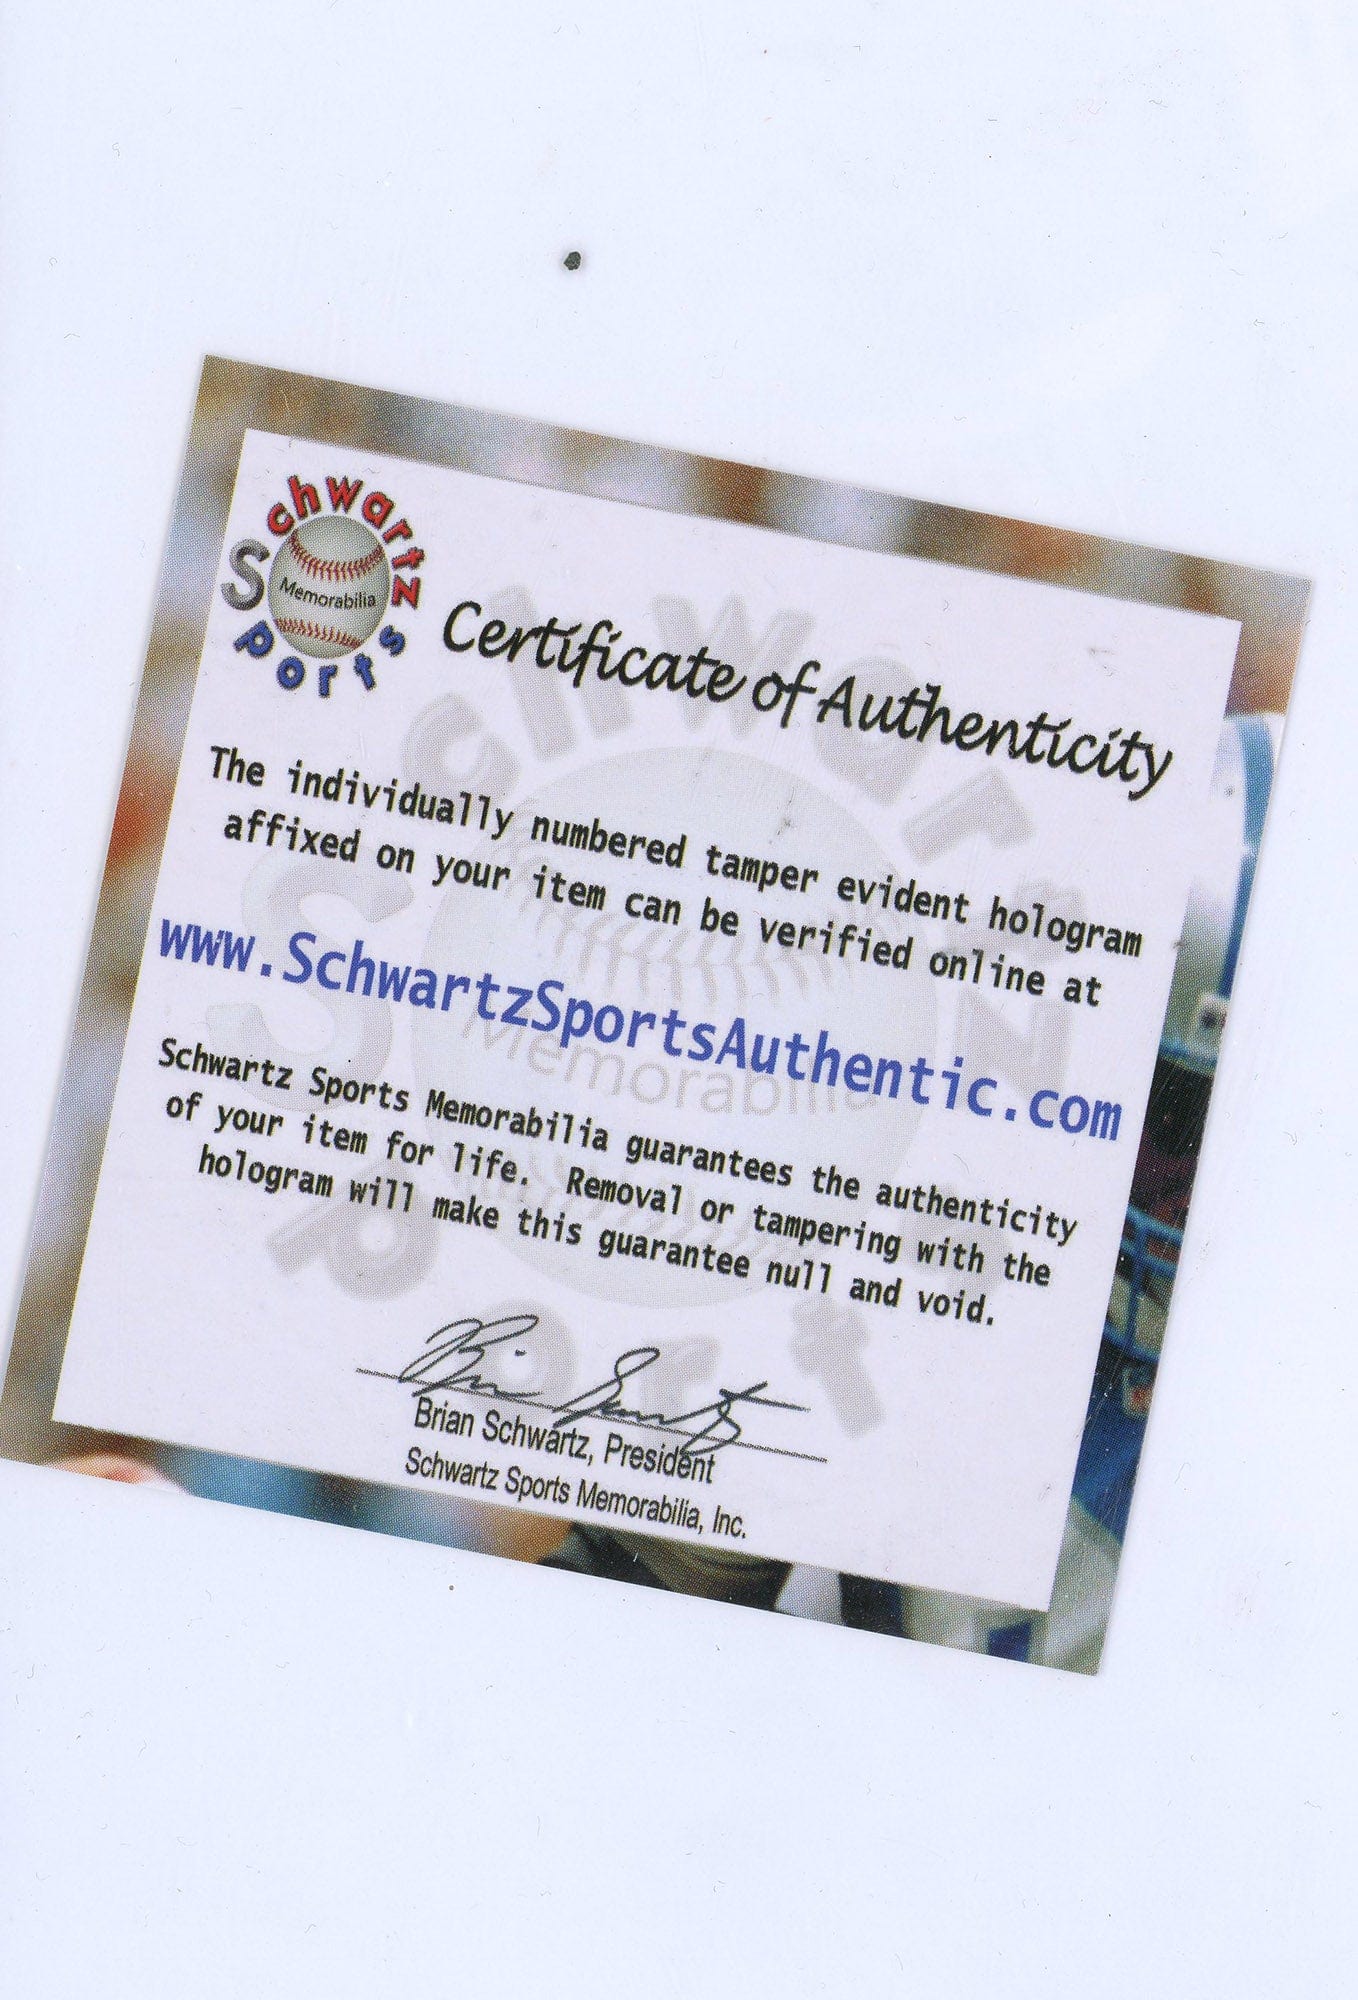 Schwartz
Sports
Memorabilia
Certificate of Authenticity
The individually numbered tamper evident hologram
affixed on your item can be verified online at
www.SchwartzSportsAuthentic.com
Schwartz Sports Memorabilia guarantees the authenticity
of your item for life. Removal or tampering with the
hologram will make this guarantee null and void.
Brian Schwartz
Brian Schwartz, President
Schwartz Sports Memorabilia, Inc.